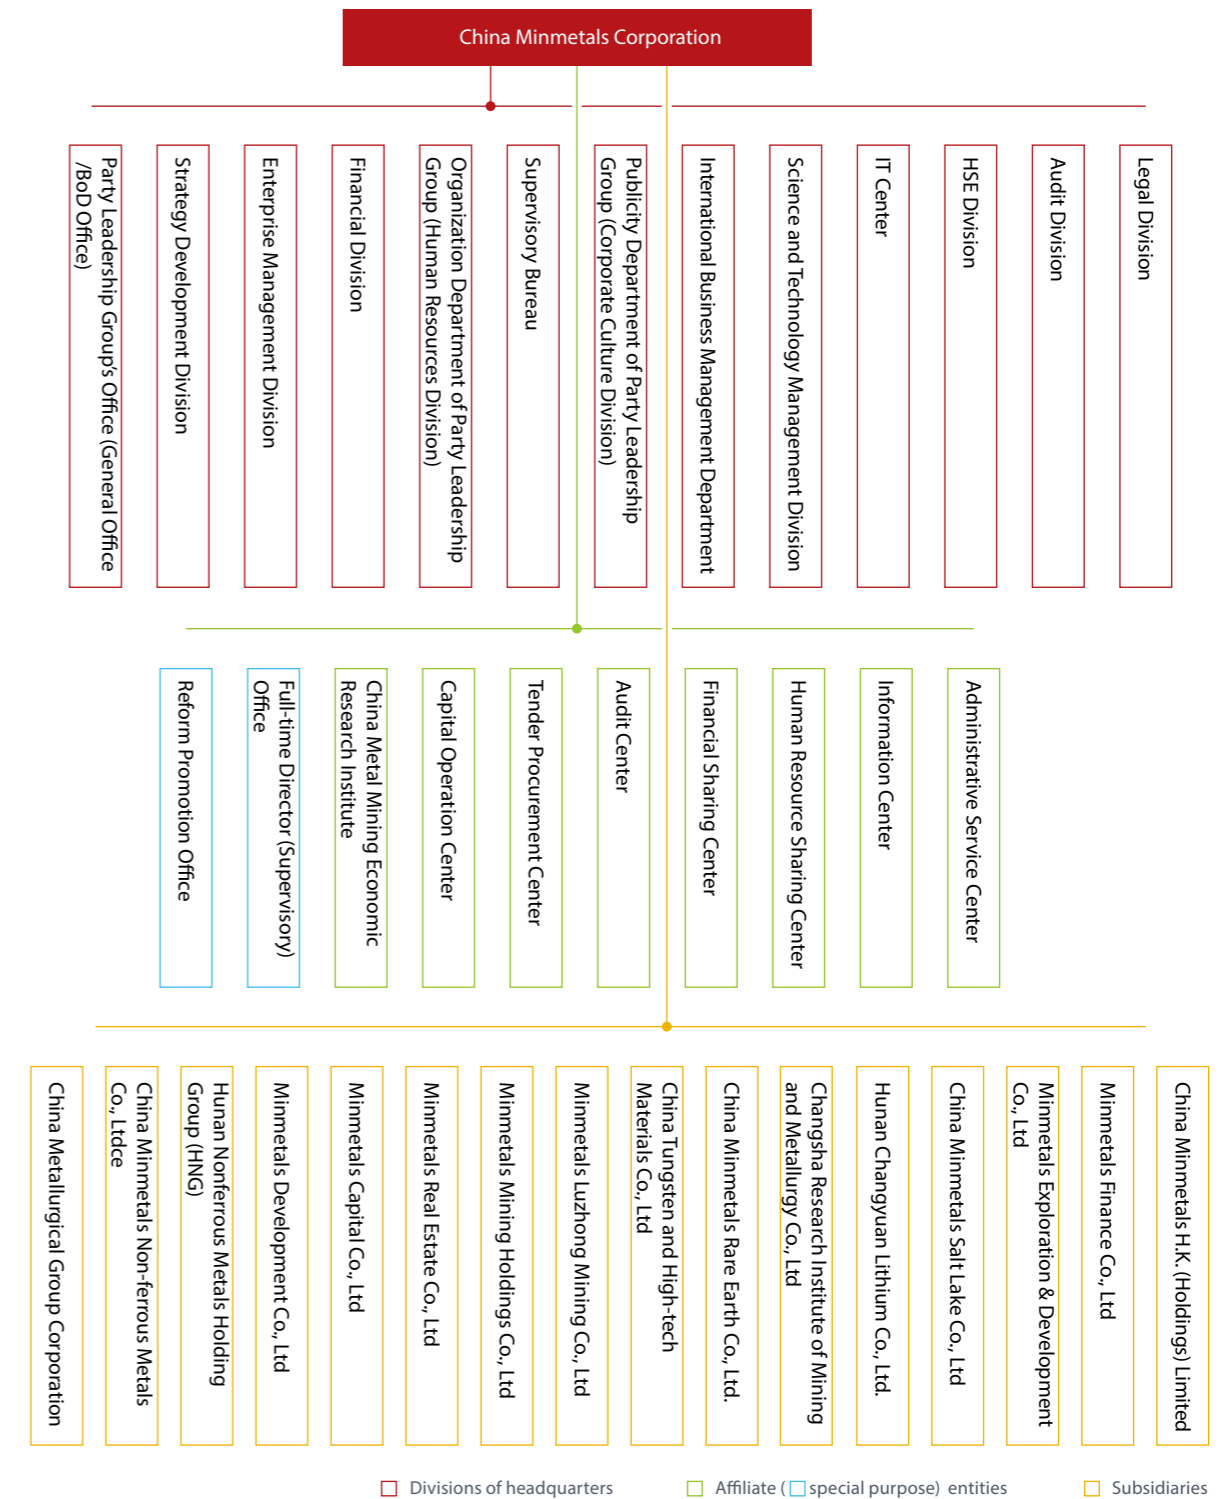 China Minmetals Corporation
Party Leadership Group's Office (General Office
/BoD Office)
Strategy Development Division
Enterprise Management Division
Financial Division
Organization Department of Party Leadership
Group (Human Resources Division)
Supervisory Bureau
Publicity Department of Party Leadership
Group (Corporate Culture Division)
International Business Management Department
Science and Technology Management Division
IT Center
HSE Division
Audit Division
Legal Division
Reform Promotion Office
Full-time Director (Supervisory)
Office
China Metal Mining Economic
Research Institute
Capital Operation Center
Tender Procurement Center
Audit Center
Financial Sharing Center
Human Resource Sharing Center
Information Center
Administrative Service Center
China Metallurgical Group Corporation
China Minmetals Non-ferrous Metals
Co., Ltdce
Hunan Nonferrous Metals Holding
Group (HNG)
Minmetals Development Co., Ltd
Minmetals Capital Co., Ltd
Minmetals Real Estate Co., Ltd
Minmetals Mining Holdings Co., Ltd
Minmetals Luzhong Mining Co., Ltd
China Tungsten and High-tech
Materials Co., Ltd
China Minmetals Rare Earth Co., Ltd.
Changsha Research Institute of Mining
and Metallurgy Co., Ltd
Hunan Changyuan Lithium Co., Ltd.
China Minmetals Salt Lake Co., Ltd
Minmetals Exploration & Development
Co., Ltd
Minmetals Finance Co., Ltd
China Minmetals H.K. (Holdings) Limited
Divisions of headquarters
Affiliate ( special purpose) entities
Subsidiaries